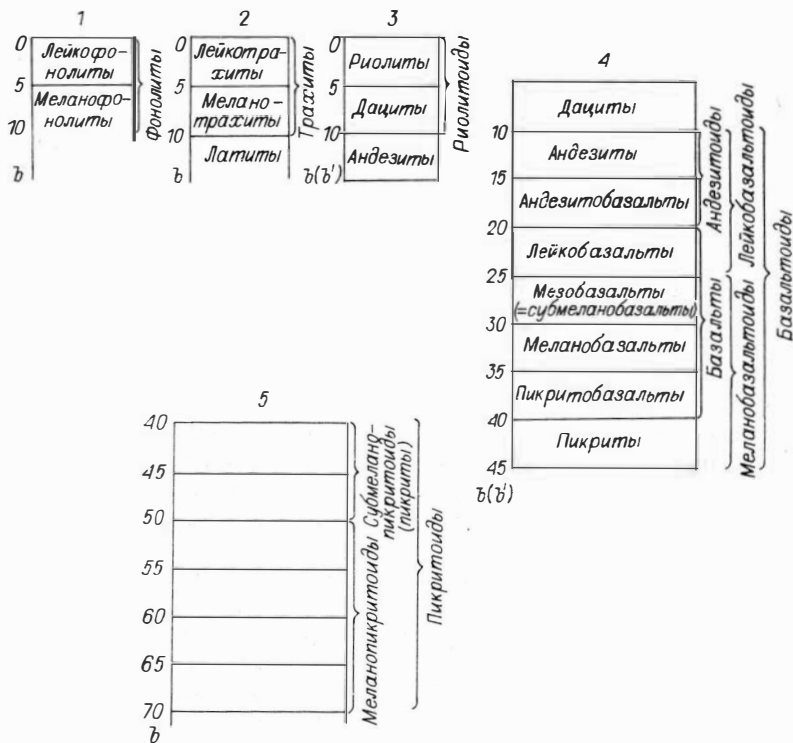 1
0
Лейкофо-
нолиты
5
Меланофо-
нолиты
10
ъ
Фонолиты
2
0
Лейкотра-
хиты
5
Мелано-
трахиты
10
Латиты
ъ
Трахиты
3
0
Риолиты
5
Дациты
10
Андезиты
ъ(ъ')
Риолитоиды
4
Дациты
10
Андезиты
15
Андезитобазальты
20
Лейкобазальты
25
Мезобазальты
(=субмеланобазальты)
30
Меланобазальты
35
Пикритобазальты
40
Пикриты
45
ъ(ъ')
Андезитоиды
Базальты
Лейкобазальтоиды
Меланобазальтоиды
Базальтоиды
5
40
45
50
55
60
65
70
ъ
Субмелано-
пикритоиды
(пикриты)
Меланопикритоиды
Пикритоиды